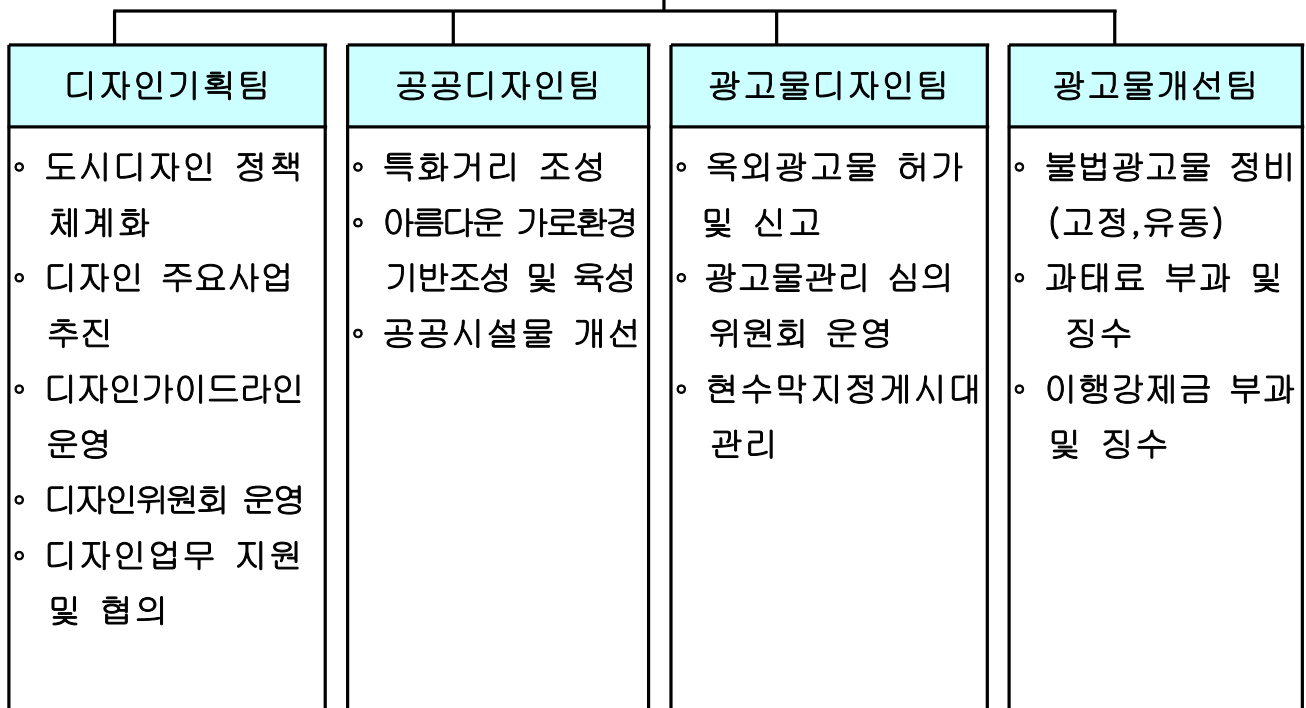 디자인기획팀
◦ 도시디자인 정책
체계화
◦ 디자인 주요사업
추진
◦ 디자인가이드라인
운영
◦ 디자인위원회 운영
◦ 디자인업무 지원
및 협의
공공디자인팀
◦ 특화거리 조성
◦ 아름다운 가로환경
기반조성 및 육성
◦ 공공시설물 개선
광고물디자인팀
◦ 옥외광고물 허가
및 신고
◦ 광고물관리 심의
위원회 운영
◦ 현수막지정게시대
관리
광고물개선팀
◦ 불법광고물 정비
(고정,유동)
◦ 과태료 부과 및
징수
◦ 이행강제금 부과
및 징수